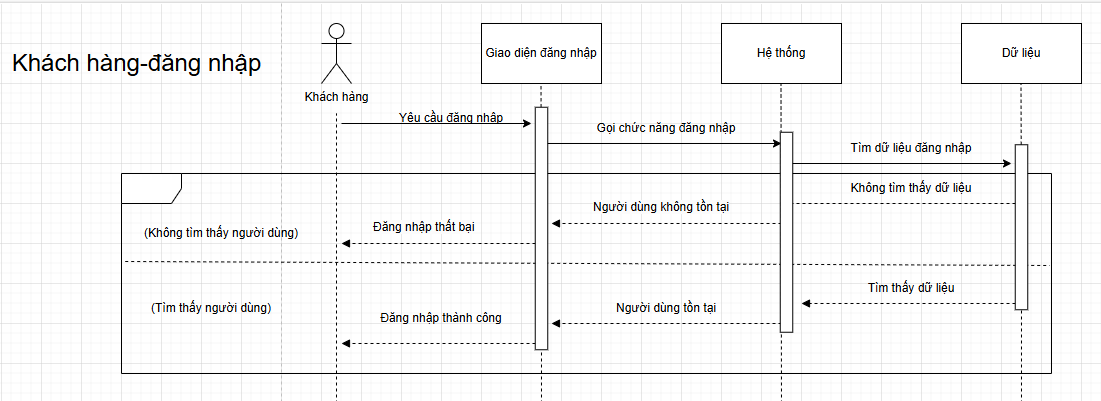 Khách hàng-đăng nhập
Giao diện đăng nhập
Hệ thống
Dữ liệu
Khách hàng
Yêu cầu đăng nhập
Gọi chức năng đăng nhập
Tìm dữ liệu đăng nhập
Không tìm thấy dữ liệu
Người dùng không tồn tại
Đăng nhập thất bại
(Không tìm thấy người dùng)
Tìm thấy dữ liệu
(Tìm thấy người dùng)
Người dùng tồn tại
Đăng nhập thành công